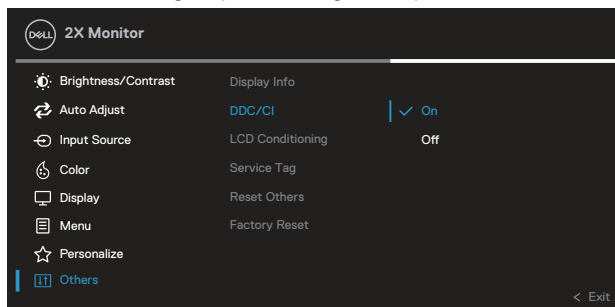 DELL 2X Monitor
Brightness/Contrast Display Info
Auto Adjust DDC/CI On
Input Source LCD Conditioning Off
Color Service Tag
Display Reset Others
Menu Factory Reset
Personalize
Others
< Exit